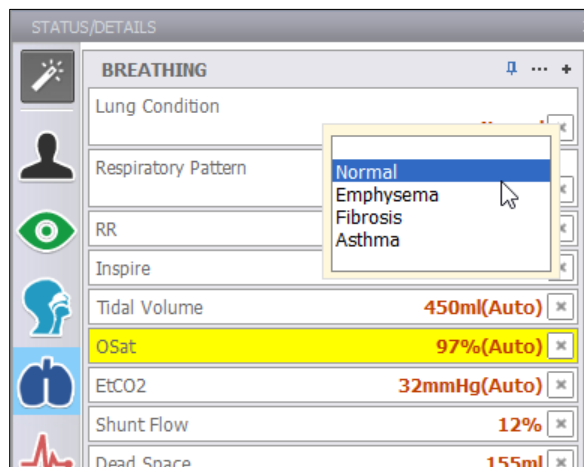 STATUS/DETAILS
BREATHING
Lung Condition
Normal
Respiratory Pattern
Emphysema
Fibrosis
Asthma
RR
Inspire
Tidal Volume 450ml(Auto)
OSat 97%(Auto)
EtCO2 32mmHg(Auto)
Shunt Flow 12%
Dead Space 155ml